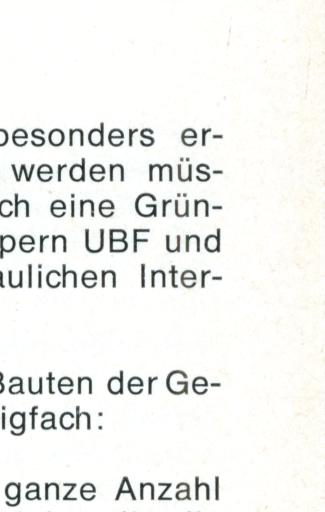 besonders er-
werden müs-
ch eine Grün-
pern UBF und
aulichen Inter-
Bauten der Ge-
igfach:
ganze Anzahl